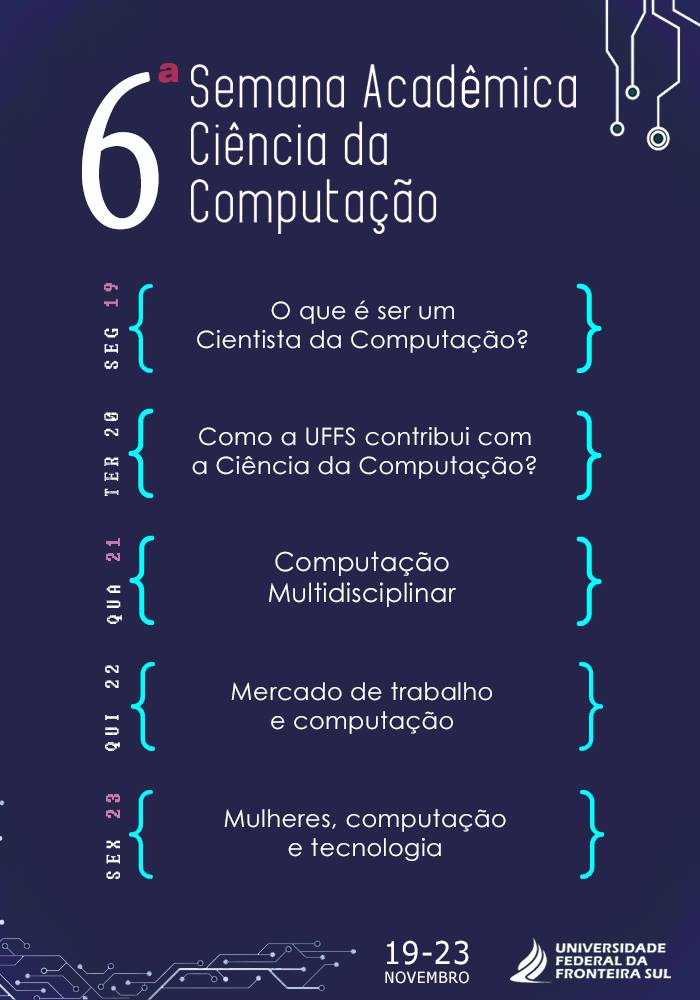 6ª Semana Acadêmica
Ciência da
Computação
SEG 19
O que é ser um
Cientista da Computação?
TER 20
Como a UFFS contribui com
a Ciência da Computação?
QUA 21
Computação
Multidisciplinar
QUI 22
Mercado de trabalho
e computação
SEX 23
Mulheres, computação
e tecnologia
19-23
NOVEMBRO
UNIVERSIDADE
FEDERAL DA
FRONTEIRA SUL